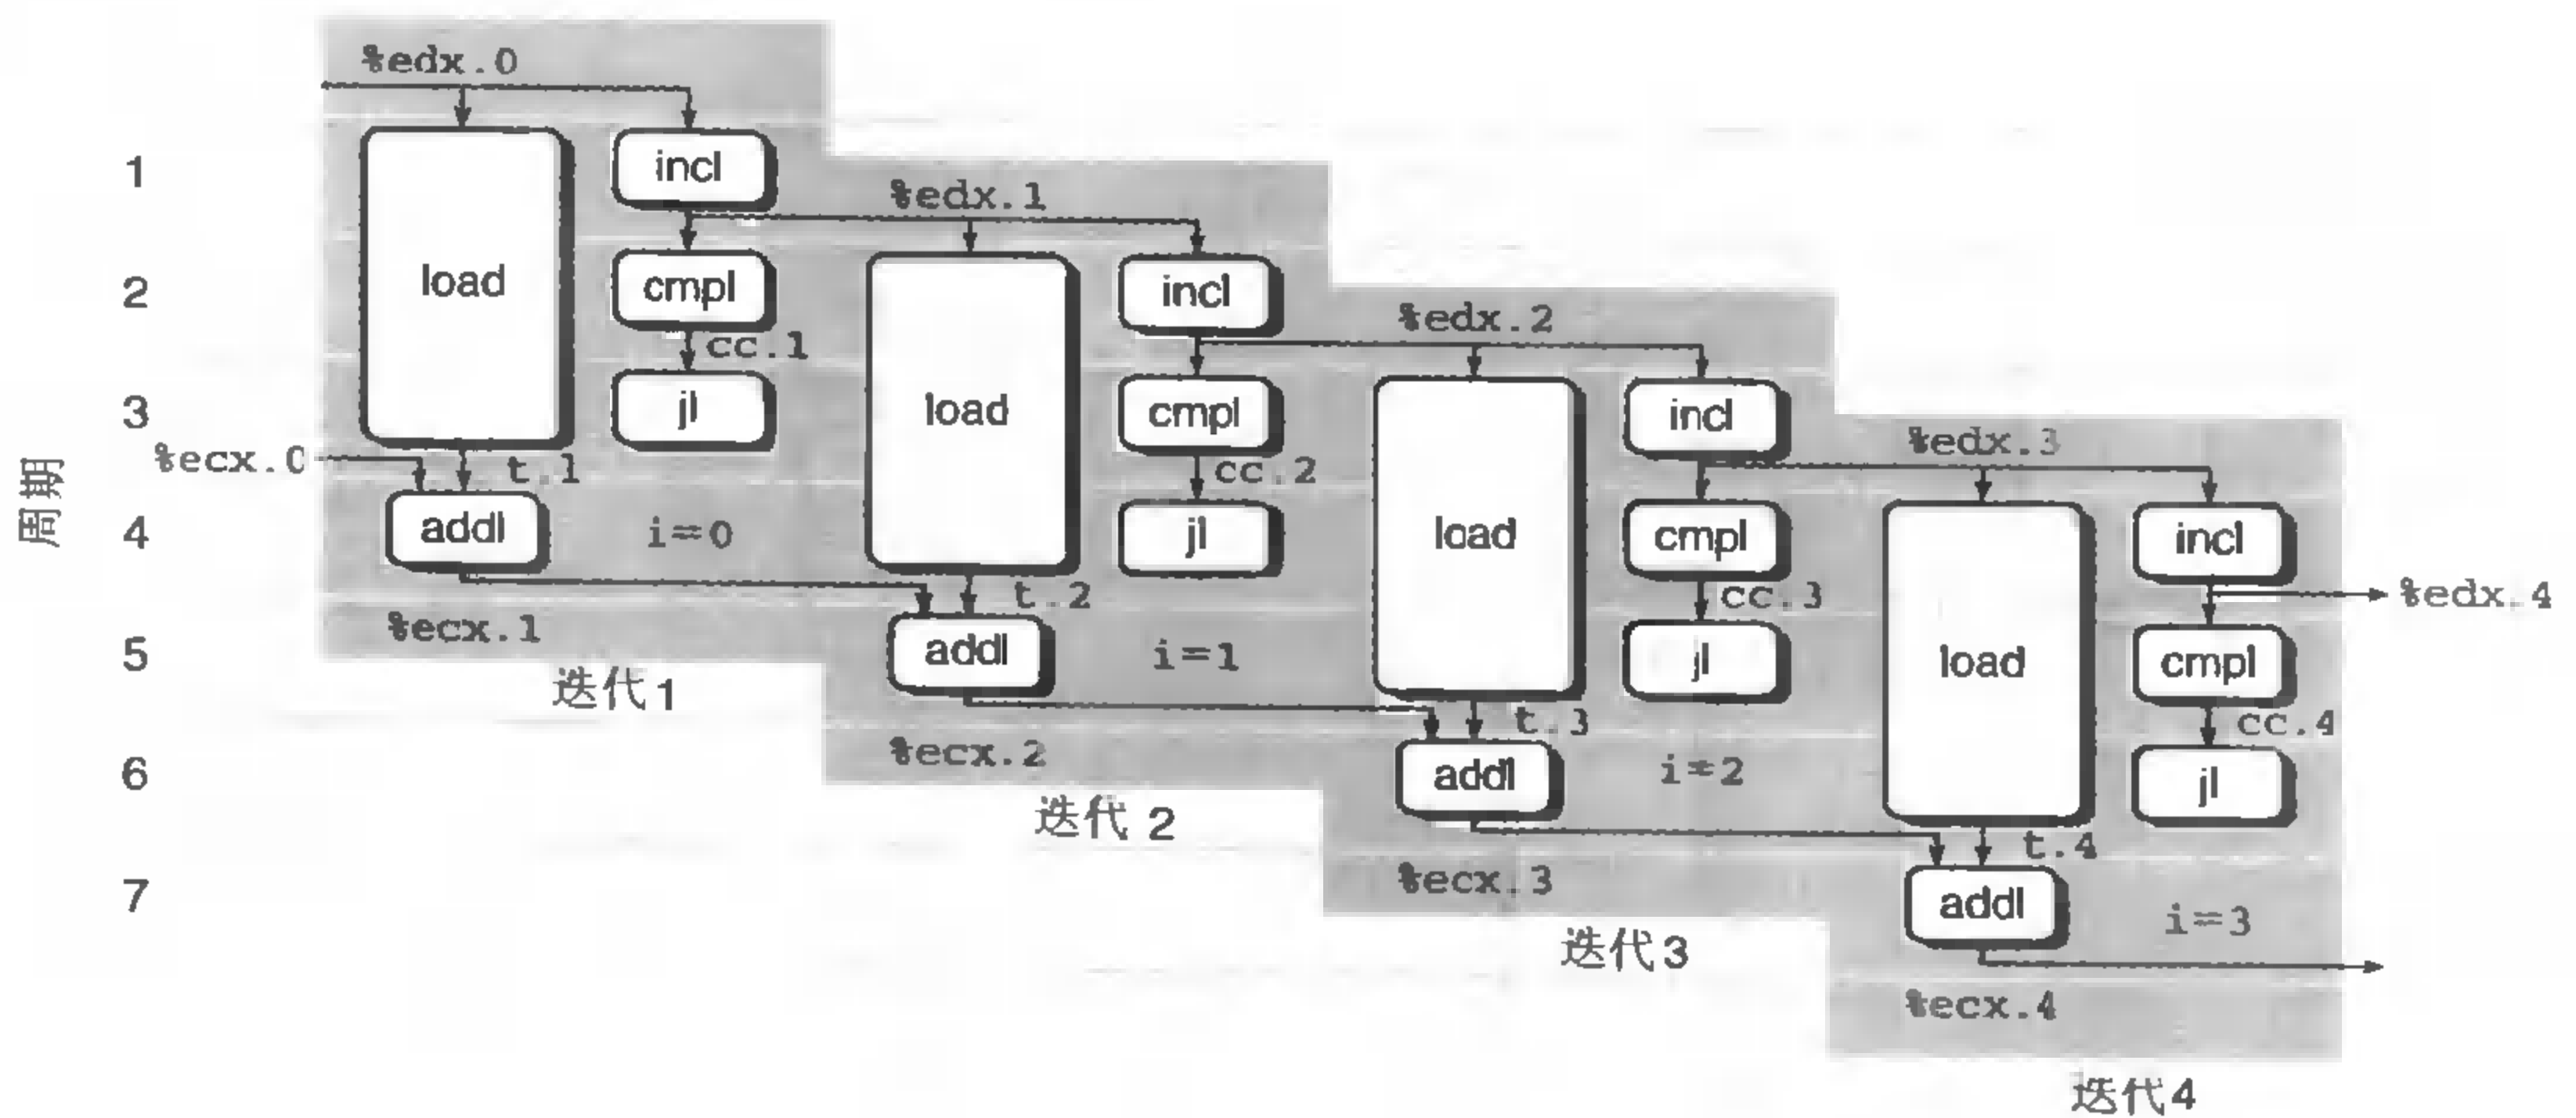 %edx.0
1
load
incl
%edx.1
2
cmpl
incl
cc.1
%edx.2
load
3
jl
cmpl
incl
%ecx.0
t.1
cc.2
%edx.3
周期
4
addl
i=0
jl
load
cmpl
incl
t.2
cc.3
%edx.4
%ecx.1
5
addl
i=1
jl
load
cmpl
迭代1
t.3
cc.4
%ecx.2
6
addl
i=2
jl
迭代 2
t.4
%ecx.3
7
addl
i=3
迭代3
%ecx.4
迭代4